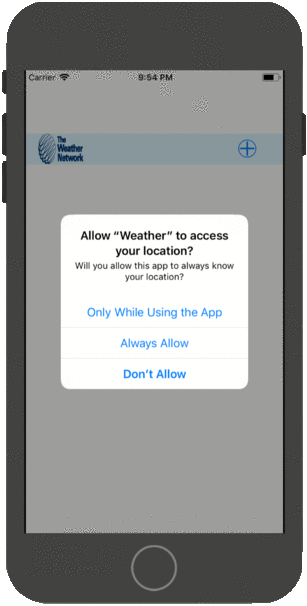 Carrier 9:54 PM
The
Weather
Network
Allow “Weather” to access
your location?
Will you allow this app to always know
your location?
Only While Using the App
Always Allow
Don’t Allow